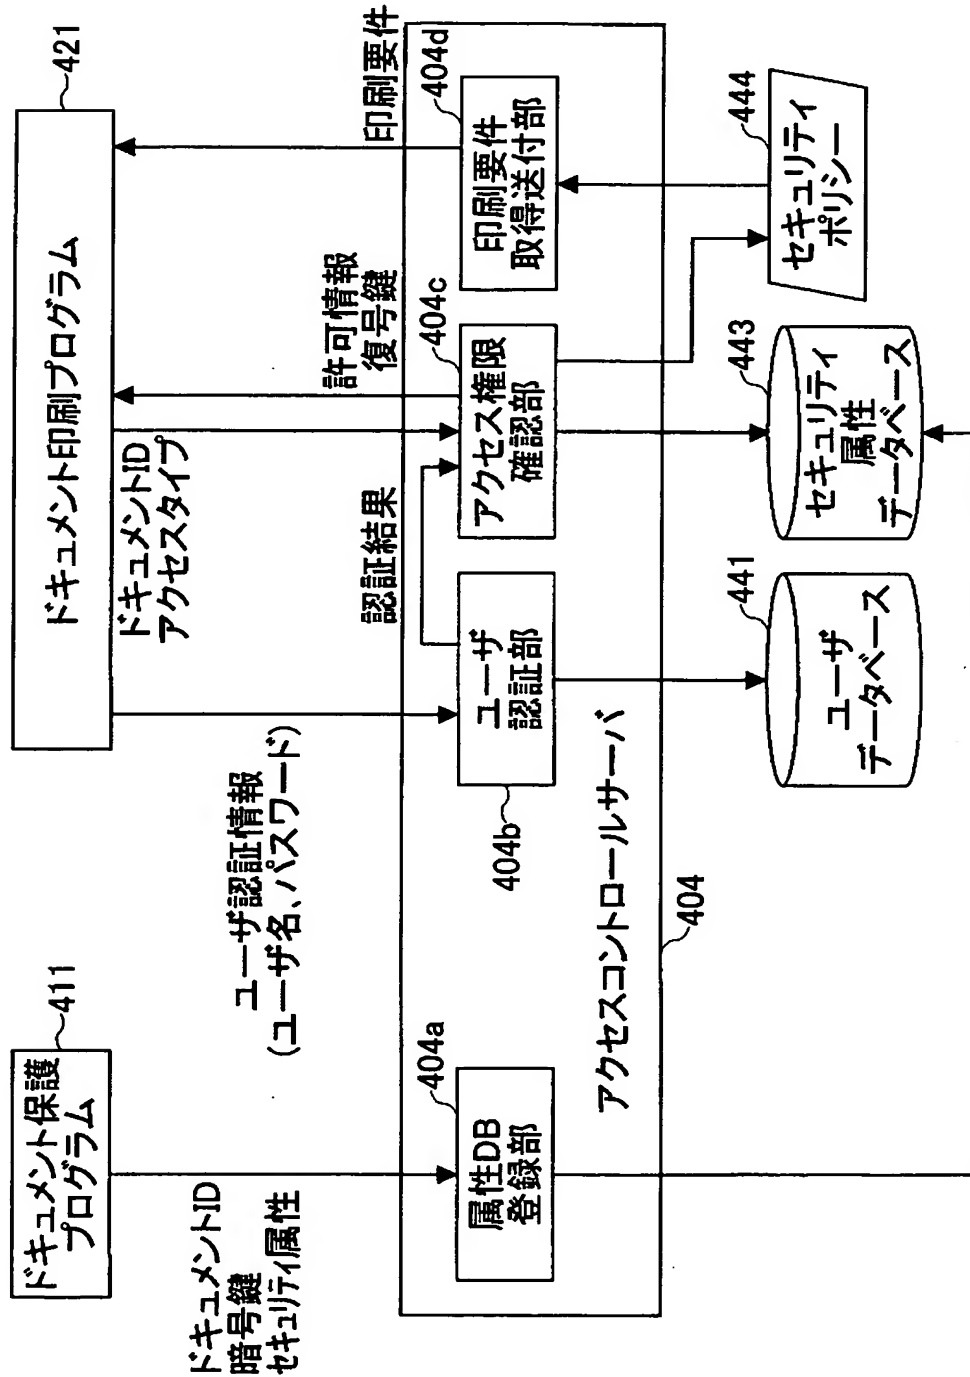 ドキュメント保護
プログラム
411
ドキュメント印刷プログラム
421
ドキュメントID
暗号鍵
セキュリティ属性
ユーザ認証情報
(ユーザ名、パスワード)
ドキュメントID
アクセスタイプ
認証結果
許可情報
復号鍵
印刷要件
404a
属性DB
登録部
404b
ユーザ
認証部
404c
アクセス権限
確認部
404d
印刷要件
取得送付部
アクセスコントロールサーバ
404
441
ユーザ
データベース
443
セキュリティ
属性
データベース
444
セキュリティ
ポリシー